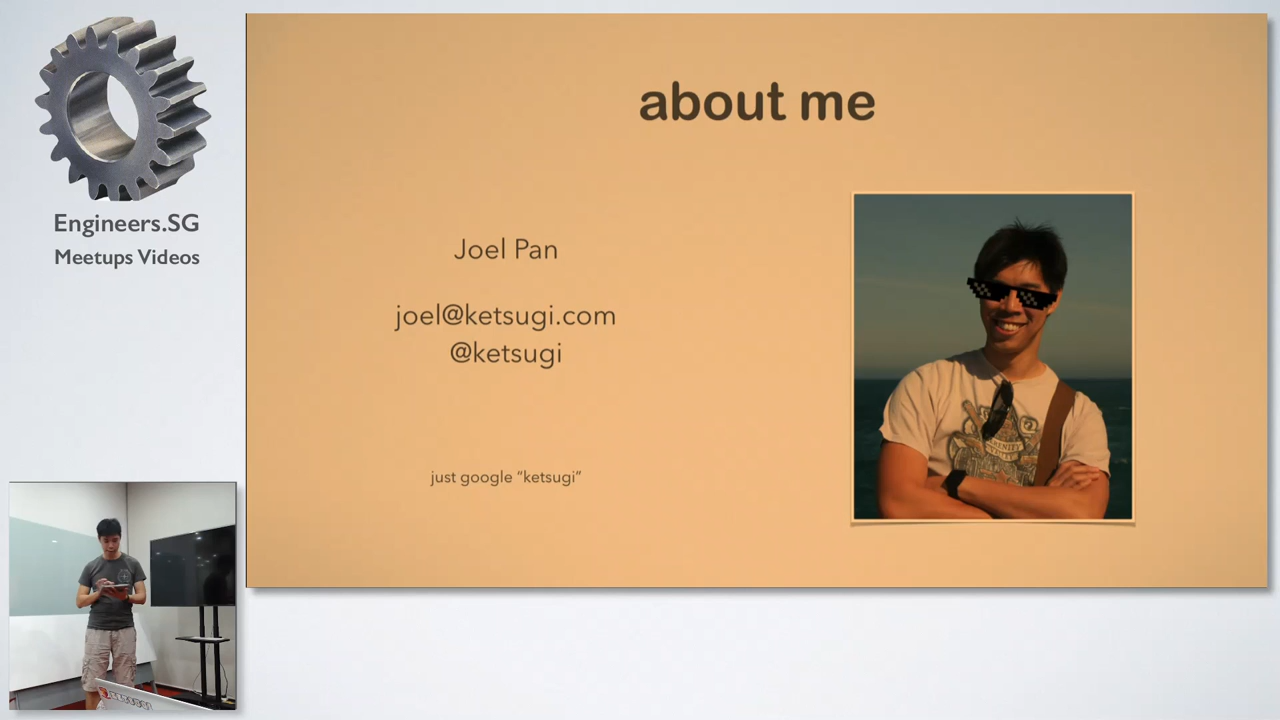 Engineers.SG
Meetups Videos
about me
Joel Pan
joel@ketsugi.com
@ketsugi
just google “ketsugi”